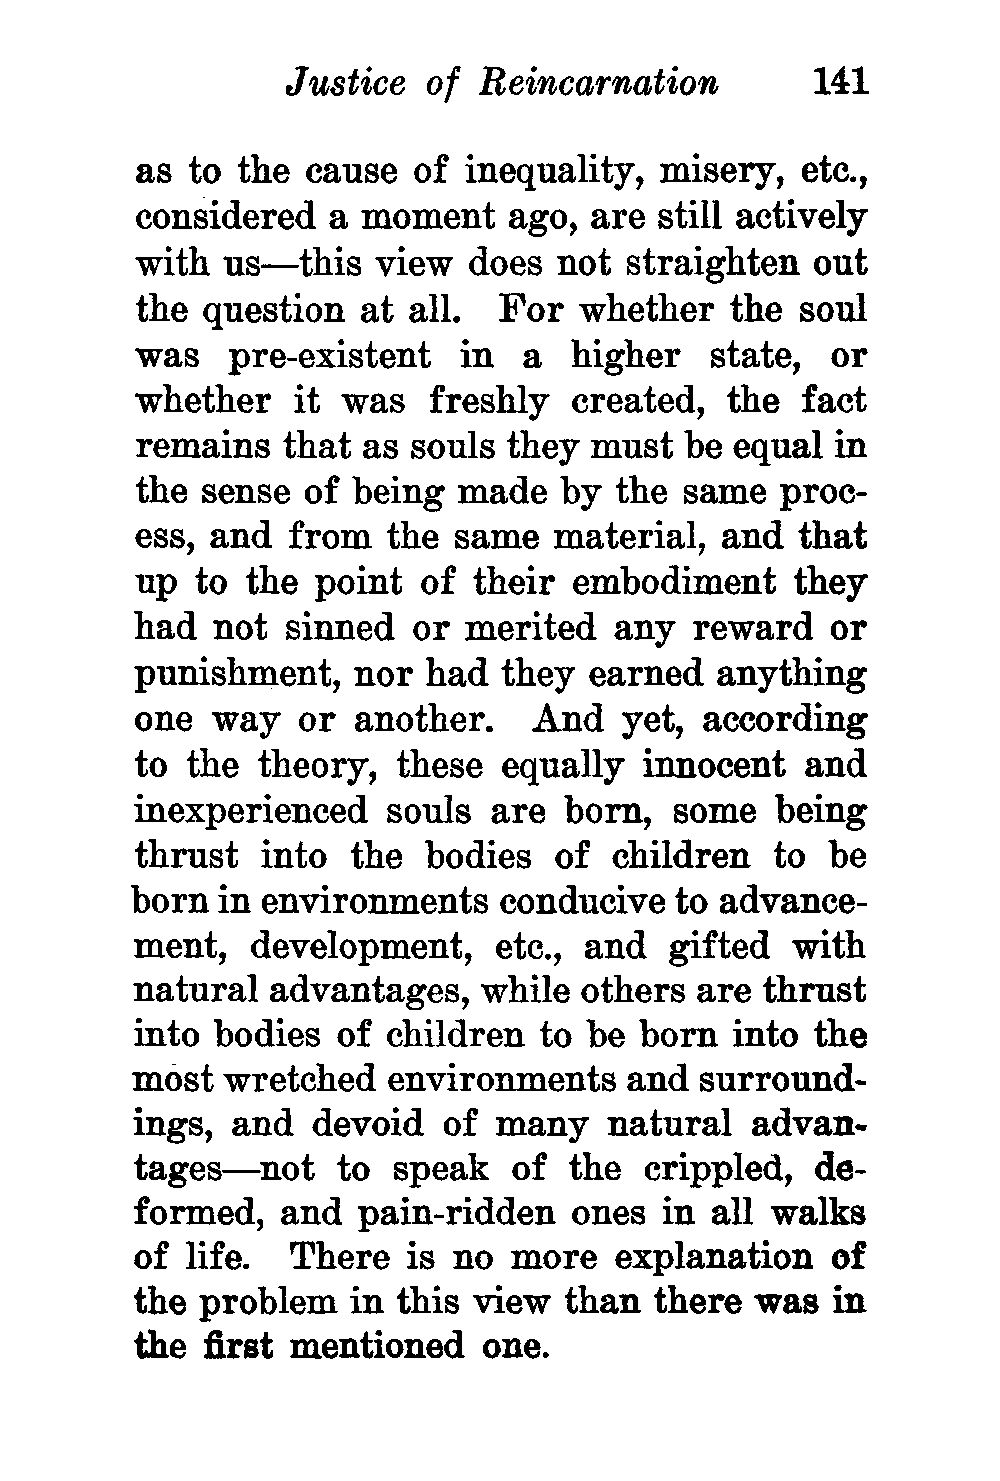 Justice of Reincarnation 141
as to the cause of inequality, misery, etc.,
considered a moment ago, are still actively
with us—this view does not straighten out
the question at all. For whether the soul
was pre-existent in a higher state, or
whether it was freshly created, the fact
remains that as souls they must be equal in
the sense of being made by the same proc-
ess, and from the same material, and that
up to the point of their embodiment they
had not sinned or merited any reward or
punishment, nor had they earned anything
one way or another. And yet, according
to the theory, these equally innocent and
inexperienced souls are born, some being
thrust into the bodies of children to be
born in environments conducive to advance-
ment, development, etc., and gifted with
natural advantages, while others are thrust
into bodies of children to be born into the
most wretched environments and surround-
ings, and devoid of many natural advan-
tages—not to speak of the crippled, de-
formed, and pain-ridden ones in all walks
of life. There is no more explanation of
the problem in this view than there was in
the first mentioned one.